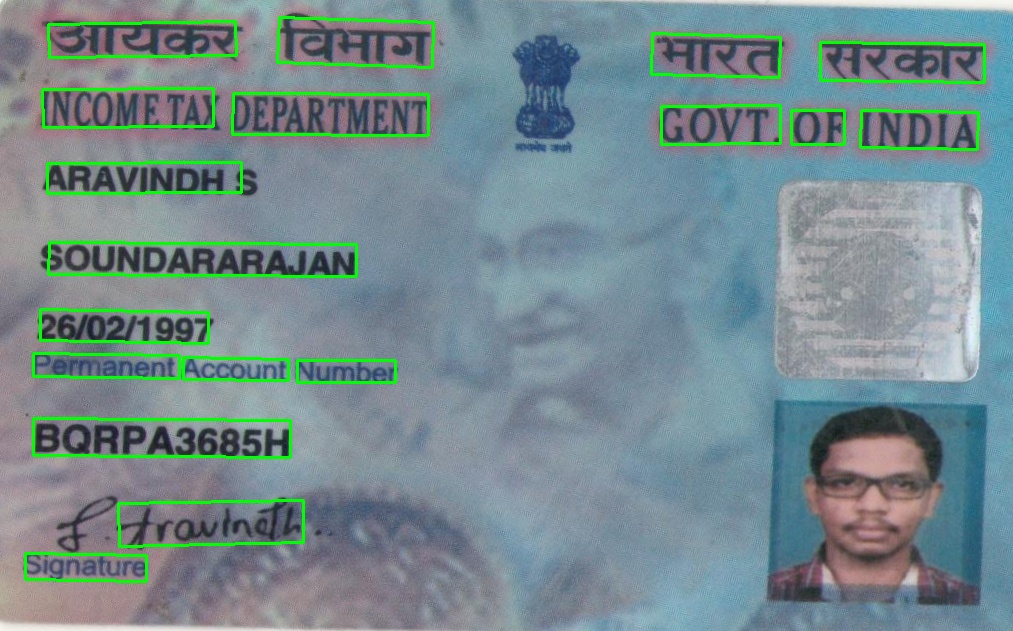 आयकर विभाग भारत सरकार
INCOME TAX DEPARTMENT GOVT. OF INDIA
सत्यमेव जयते
ARAVINDH S
SOUNDARARAJAN
26/02/1997
Permanent Account Number
BQRPA3685H
S. Aravindh..
Signature